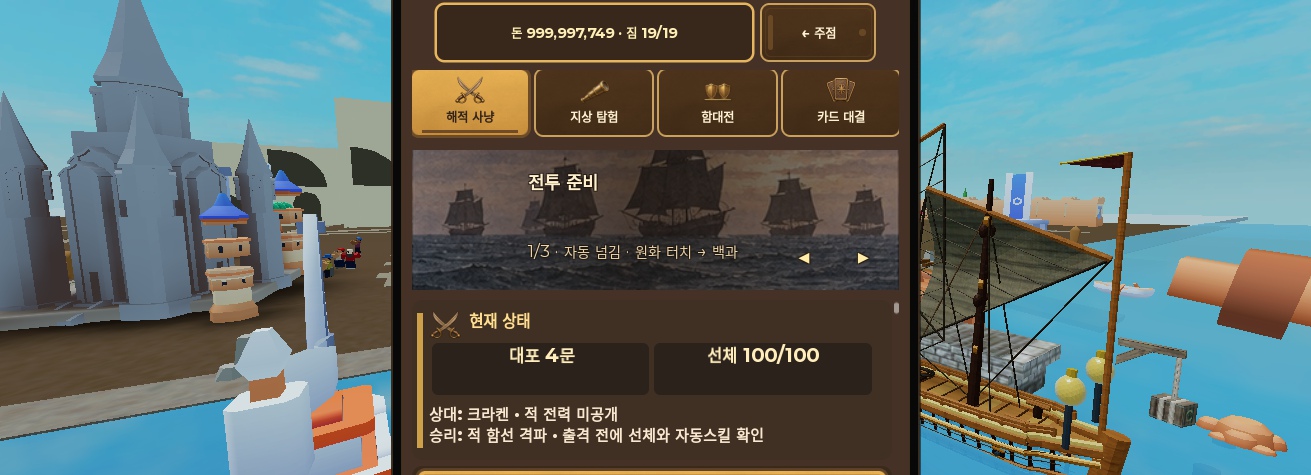 돈 999,997,749 · 짐 19/19
← 주점
해적 사냥
지상 탐험
함대전
카드 대결
전투 준비
1/3 · 자동 넘김 · 원화 터치 → 백과
◀ ▶
현재 상태
대포 4문
선체 100/100
상대: 크라켄 • 적 전력 미공개
승리: 적 함선 격파 • 출격 전에 선체와 자동스킬 확인